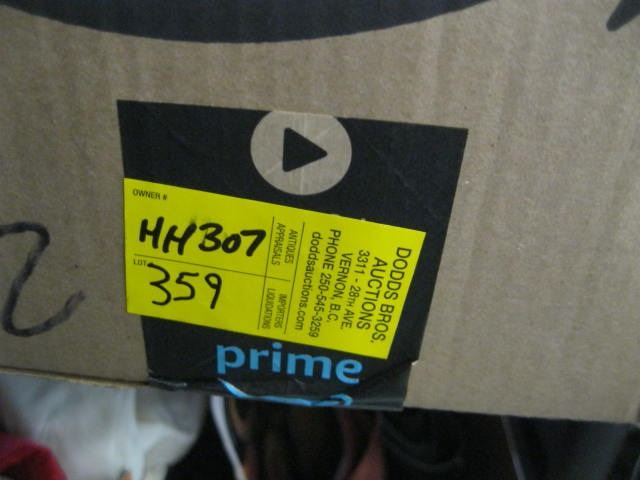 OWNER #
HH307
LOT
359
ANTIQUES
APPRAISALS
IMPORTERS
LIQUIDATIONS
DODDS BROS.
AUCTIONS
3311 - 28TH AVE.
VERNON, B.C.
PHONE 250-545-3259
doddsauctions.com
prime
2